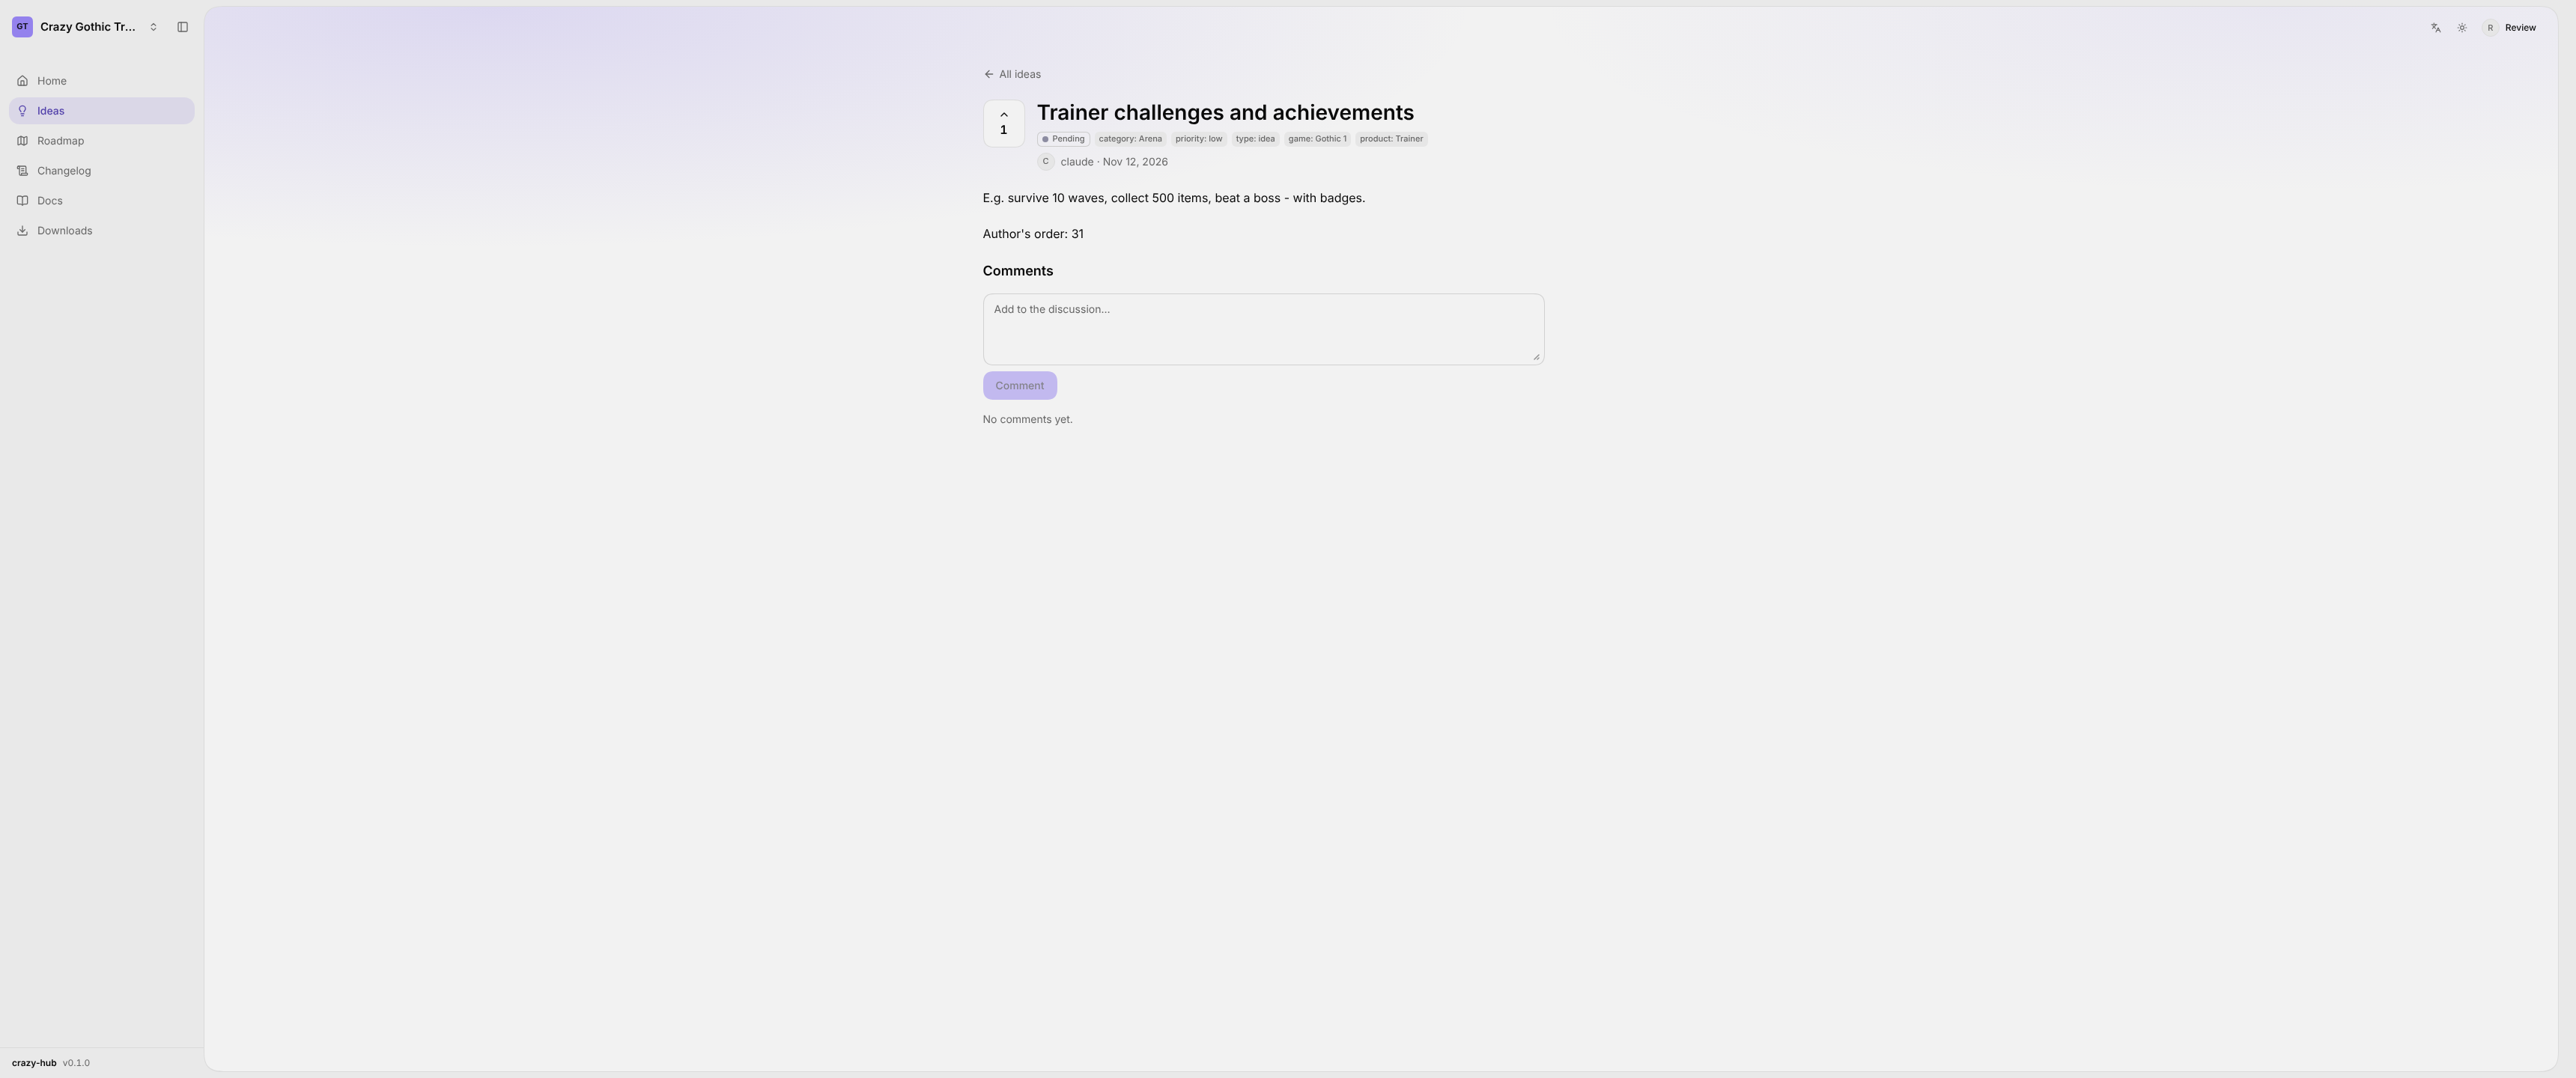 GT
Crazy Gothic Tr...
Home
Ideas
Roadmap
Changelog
Docs
Downloads
crazy-hub v0.1.0
R Review
All ideas
1
Trainer challenges and achievements
Pending category: Arena priority: low type: idea game: Gothic 1 product: Trainer
C claude · Nov 12, 2026
E.g. survive 10 waves, collect 500 items, beat a boss - with badges.
Author's order: 31
Comments
Add to the discussion...
Comment
No comments yet.